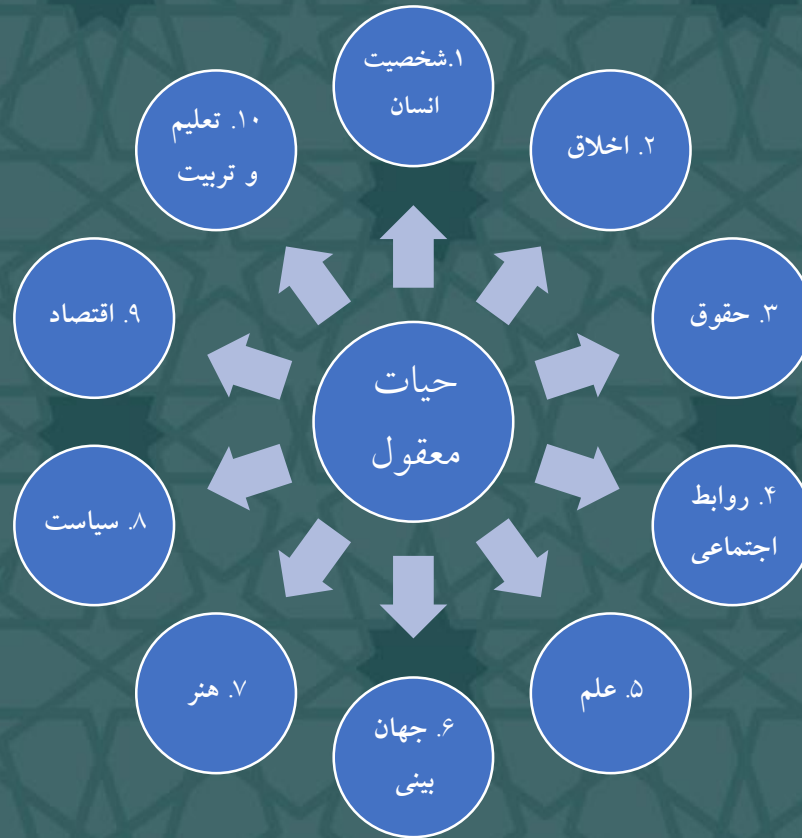 حیات
معقول
۱.شخصیت
انسان
۲. اخلاق
۳. حقوق
۴. روابط
اجتماعی
۵. علم
۶. جهان
بینی
۷. هنر
۸. سیاست
۹. اقتصاد
۱۰. تعلیم
و تربیت